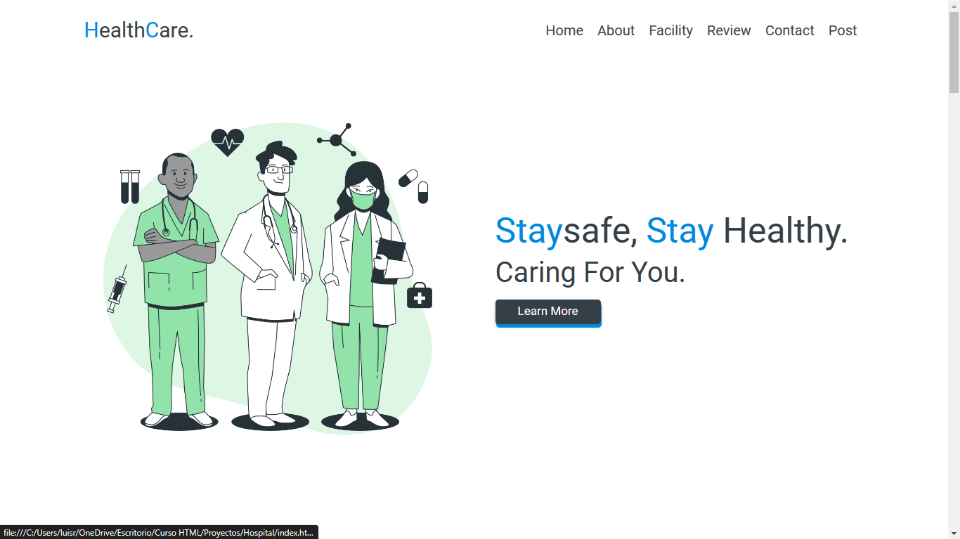 HealthCare.
Home About Facility Review Contact Post
Staysafe, Stay Healthy.
Caring For You.
Learn More
file:///C:/Users/luisr/OneDrive/Escritorio/Curso HTML/Proyectos/Hospital/index.ht...